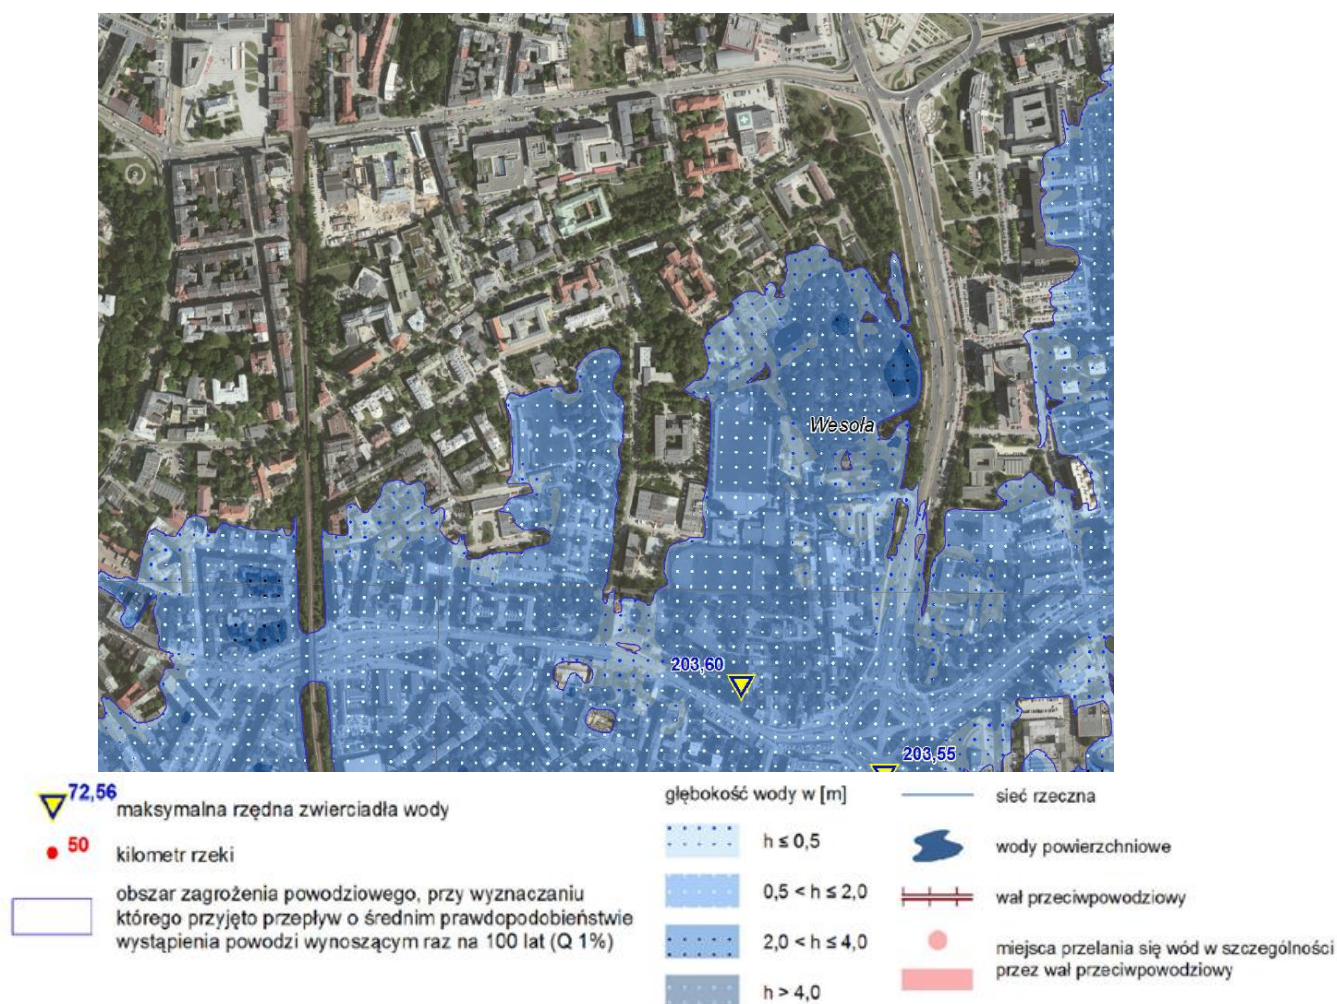 Wesoła
203,60
203,55
72,56
maksymalna rzędna zwierciadła wody
50
kilometr rzeki
obszar zagrożenia powodziowego, przy wyznaczaniu
którego przyjęto przepływ o średnim prawdopodobieństwie
wystąpienia powodzi wynoszącym raz na 100 lat (Q 1%)
głębokość wody w [m]
h ≤ 0,5
0,5 < h ≤ 2,0
2,0 < h ≤ 4,0
h > 4,0
sieć rzeczna
wody powierzchniowe
wał przeciwpowodziowy
miejsca przelania się wód w szczególności
przez wał przeciwpowodziowy